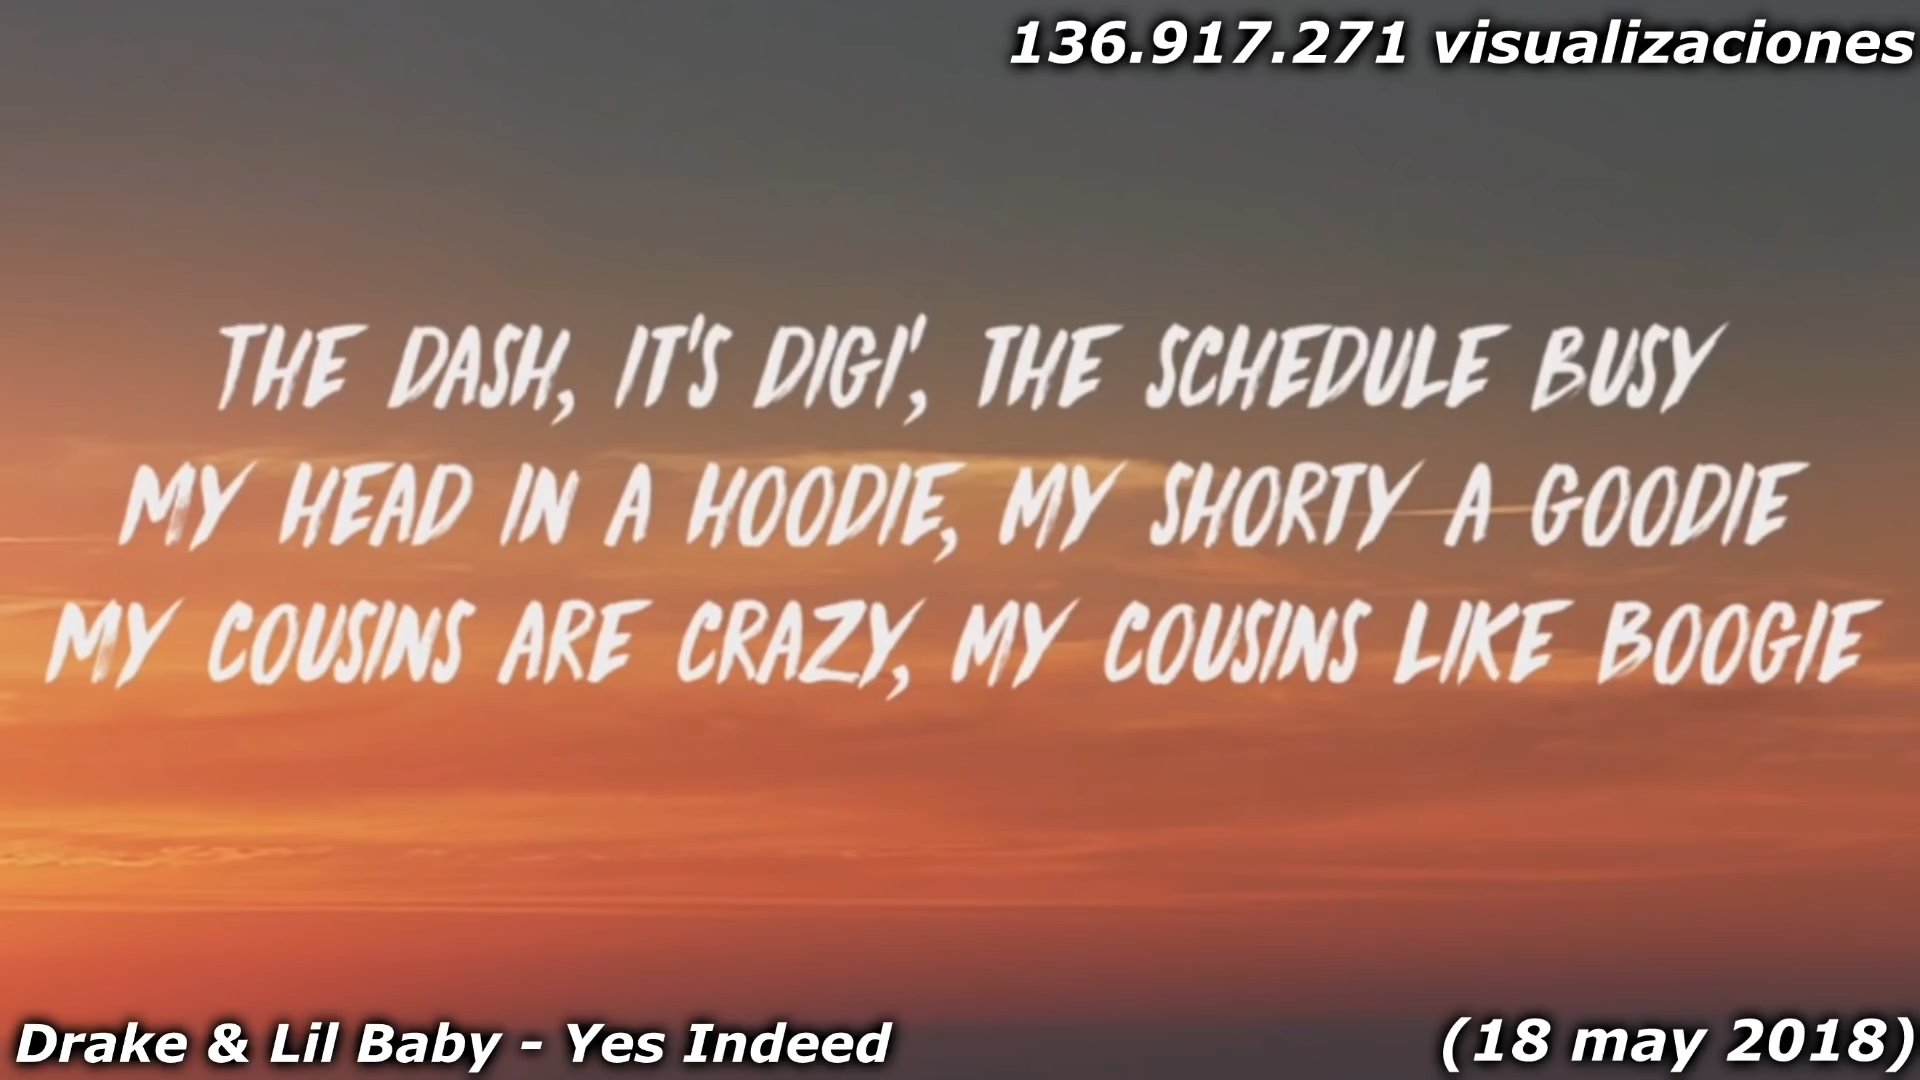 136.917.271 visualizaciones
THE DASH, IT'S DIGI', THE SCHEDULE BUSY
MY HEAD IN A HOODIE, MY SHORTY A GOODIE
MY COUSINS ARE CRAZY, MY COUSINS LIKE BOOGIE
Drake & Lil Baby - Yes Indeed
(18 may 2018)